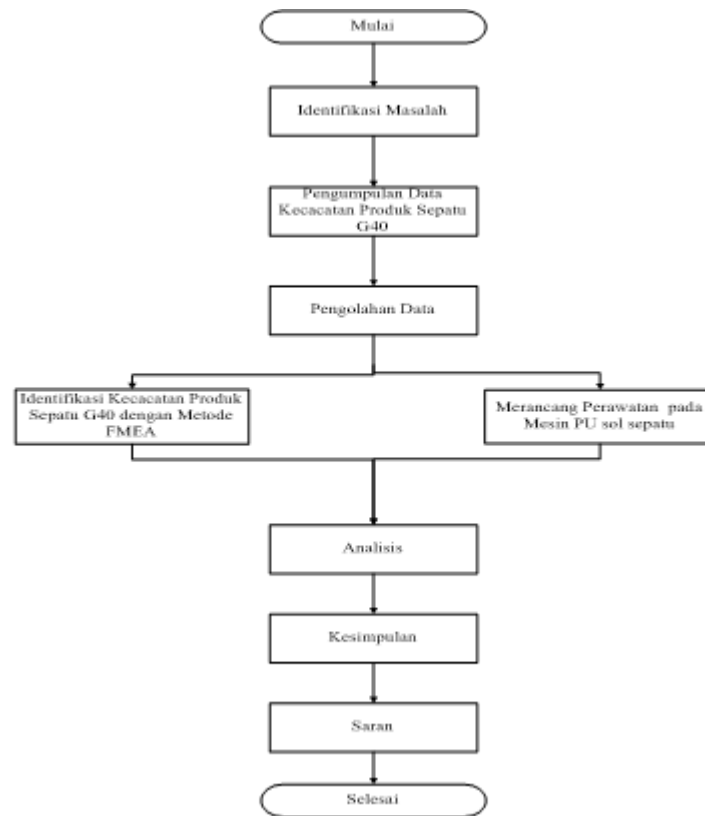 Mulai
Identifikasi Masalah
Pengumpulan Data
Kecacatan Produk Sepatu
G40
Pengolahan Data
Identifikasi Kecacatan Produk
Sepatu G40 dengan Metode
FMEA
Merancang Perawatan pada
Mesin PU sol sepatu
Analisis
Kesimpulan
Saran
Selesai